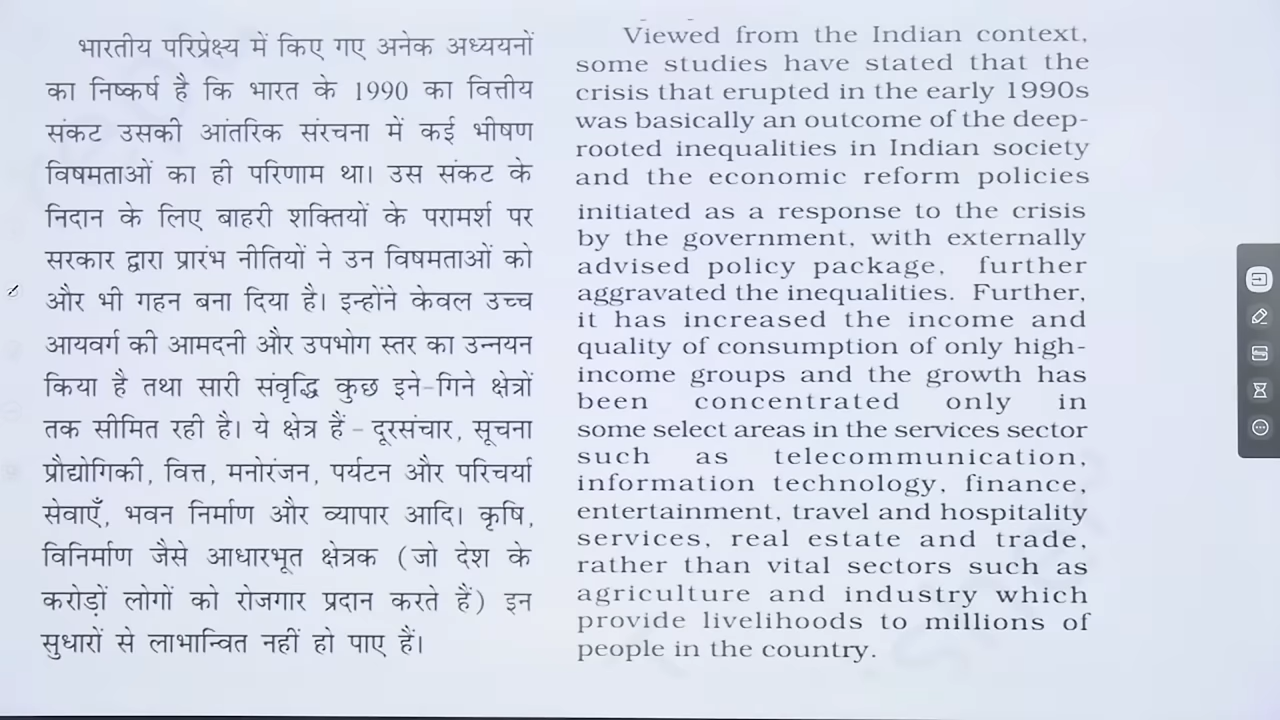 भारतीय परिप्रेक्ष्य में किए गए अनेक अध्ययनों
का निष्कर्ष है कि भारत के 1990 का वित्तीय
संकट उसकी आंतरिक संरचना में कई भीषण
विषमताओं का ही परिणाम था। उस संकट के
निदान के लिए बाहरी शक्तियों के परामर्श पर
सरकार द्वारा प्रारंभ नीतियों ने उन विषमताओं को
और भी गहन बना दिया है। इन्होंने केवल उच्च
आयवर्ग की आमदनी और उपभोग स्तर का उन्नयन
किया है तथा सारी संवृद्धि कुछ इने-गिने क्षेत्रों
तक सीमित रही है। ये क्षेत्र हैं - दूरसंचार, सूचना
प्रौद्योगिकी, वित्त, मनोरंजन, पर्यटन और परिचर्या
सेवाएँ, भवन निर्माण और व्यापार आदि। कृषि,
विनिर्माण जैसे आधारभूत क्षेत्रक (जो देश के
करोड़ों लोगों को रोजगार प्रदान करते हैं) इन
सुधारों से लाभान्वित नहीं हो पाए हैं।
Viewed from the Indian context,
some studies have stated that the
crisis that erupted in the early 1990s
was basically an outcome of the deep-
rooted inequalities in Indian society
and the economic reform policies
initiated as a response to the crisis
by the government, with externally
advised policy package, further
aggravated the inequalities. Further,
it has increased the income and
quality of consumption of only high-
income groups and the growth has
been concentrated only in
some select areas in the services sector
such as telecommunication,
information technology, finance,
entertainment, travel and hospitality
services, real estate and trade,
rather than vital sectors such as
agriculture and industry which
provide livelihoods to millions of
people in the country.